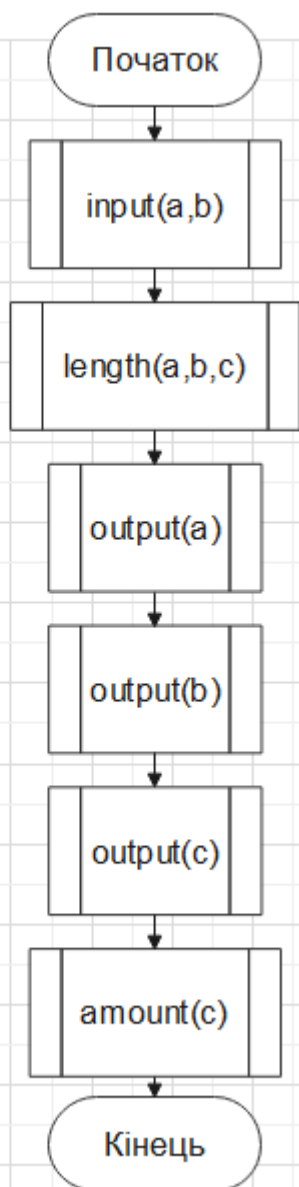 Початок
input(a,b)
length(a,b,c)
output(a)
output(b)
output(c)
amount(c)
Кінець